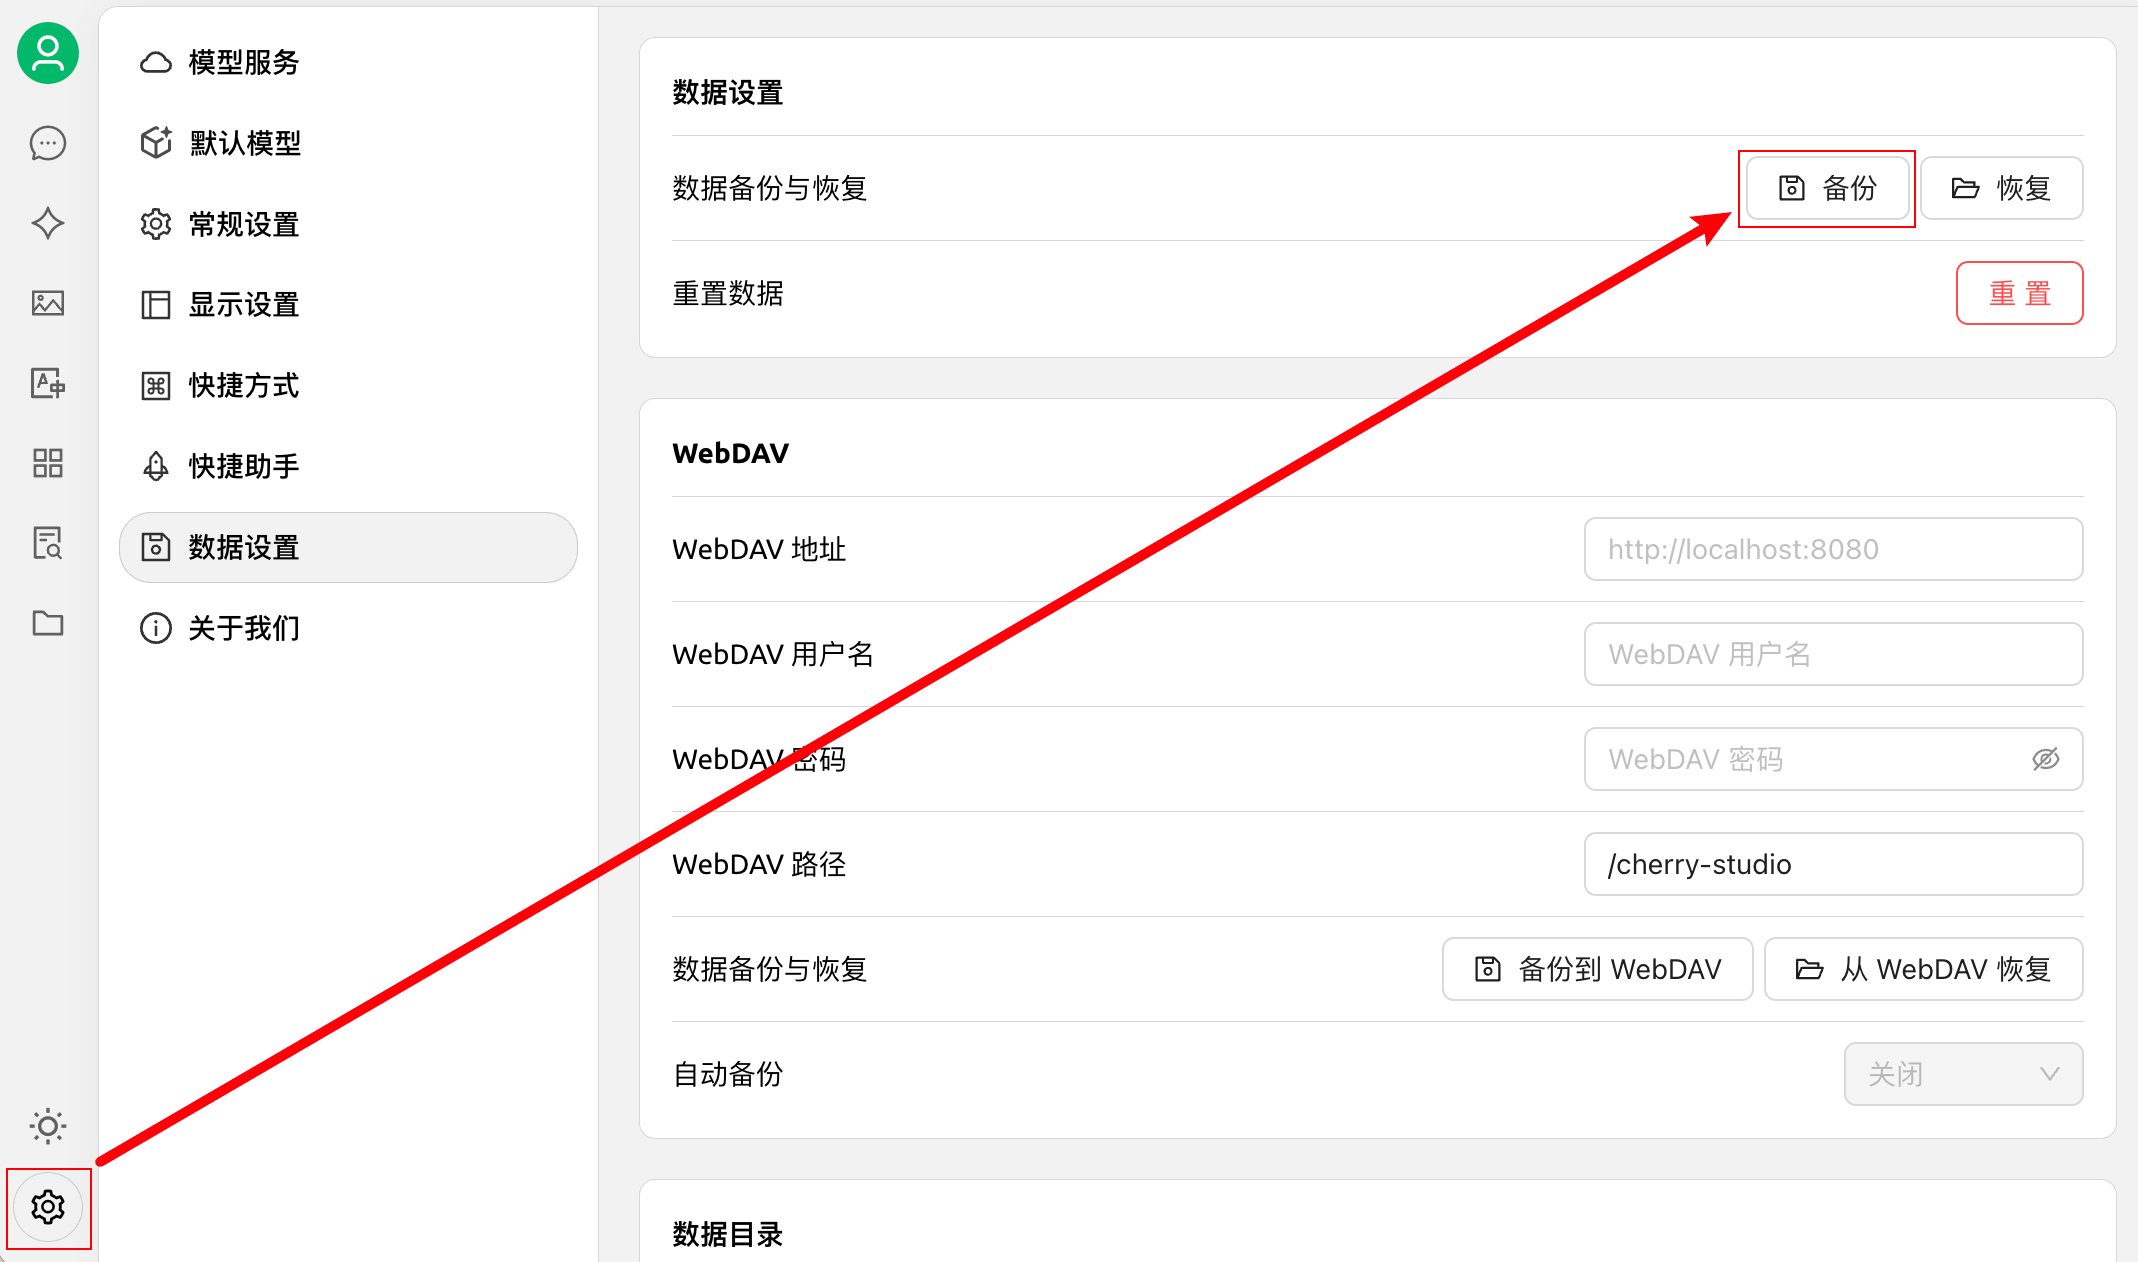 模型服务
默认模型
常规设置
显示设置
快捷方式
快捷助手
数据设置
关于我们
数据设置
数据备份与恢复
备份
恢复
重置数据
重 置
WebDAV
WebDAV 地址
http://localhost:8080
WebDAV 用户名
WebDAV 用户名
WebDAV 密码
WebDAV 密码
WebDAV 路径
/cherry-studio
数据备份与恢复
备份到 WebDAV
从 WebDAV 恢复
自动备份
关闭
数据目录